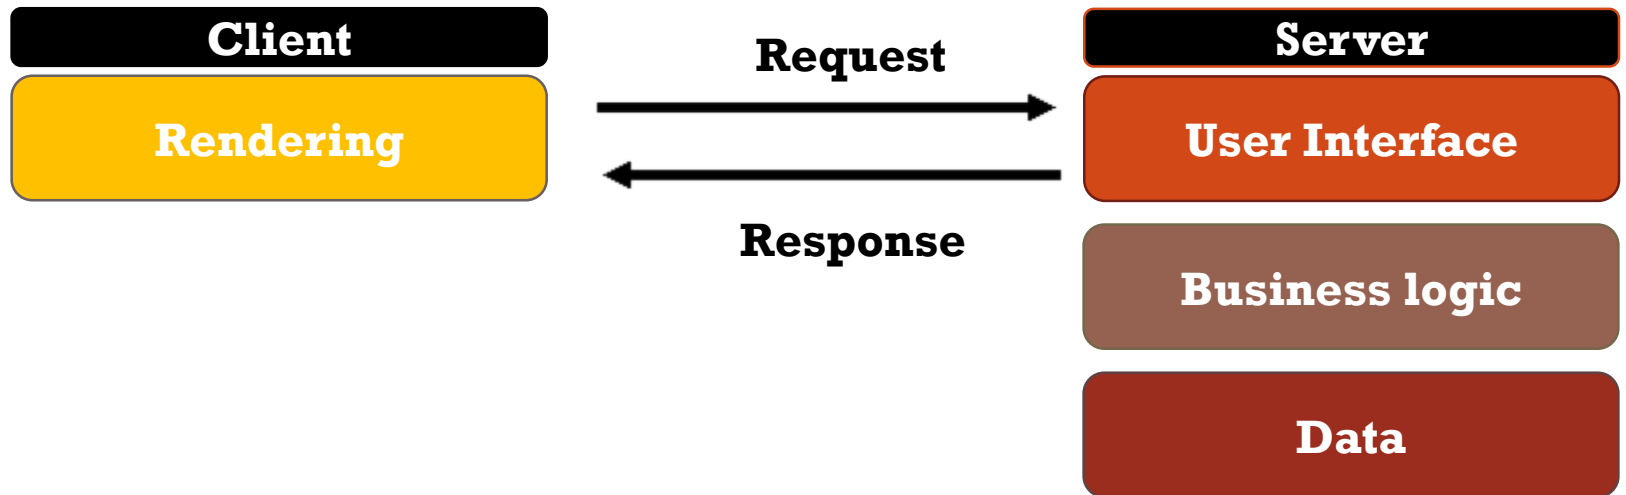 Client
Request
Server
Rendering
User Interface
Response
Business logic
Data